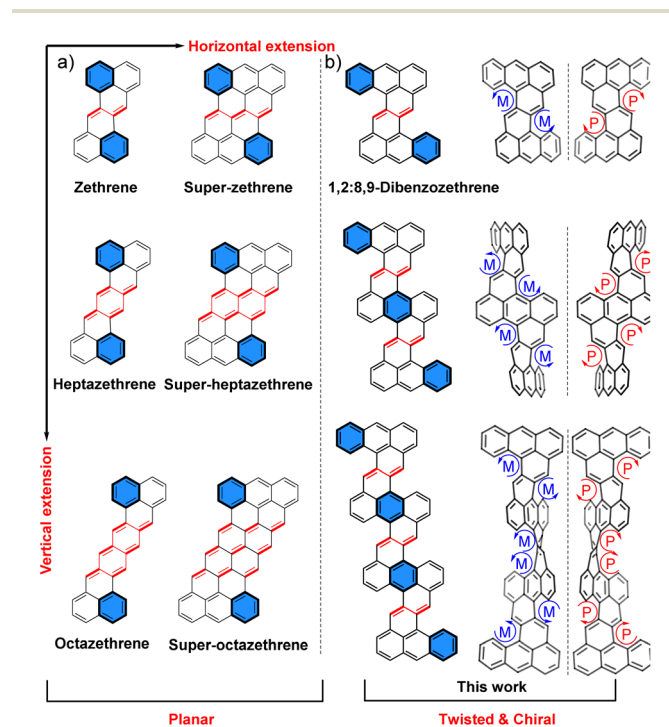 Horizontal extension
a)
b)
M
M
P
P
Zethrene
Super-zethrene
1,2:8,9-Dibenzozethrene
M
M
M
M
P
P
P
P
Heptazethrene
Super-heptazethrene
Vertical extension
M
M
M
M
M
M
P
P
P
P
P
P
Octazethrene
Super-octazethrene
This work
Planar
Twisted & Chiral